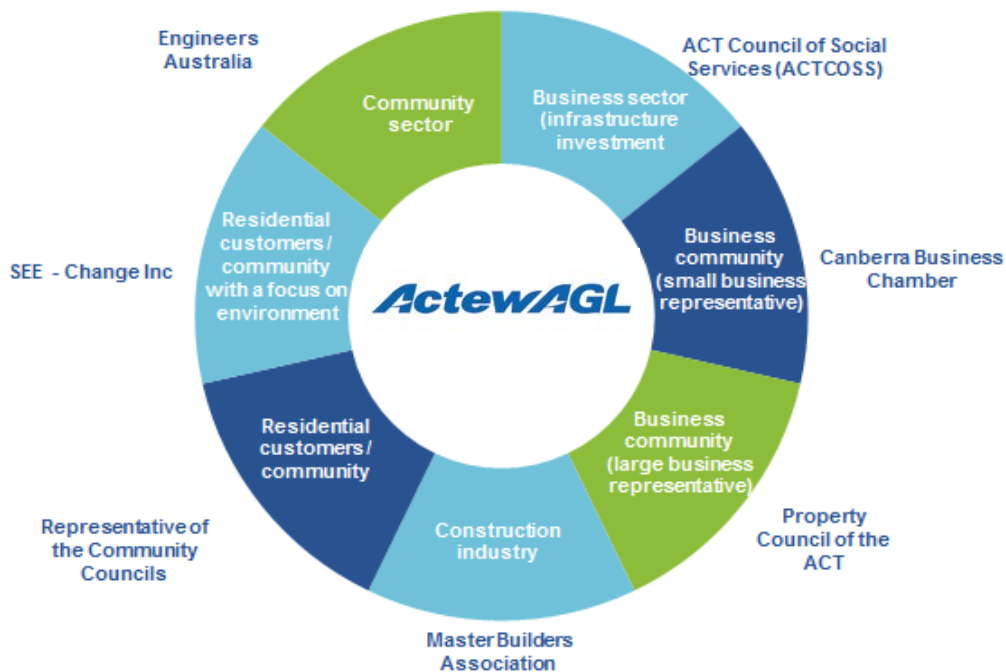 Engineers
Australia
ACT Council of Social
Services (ACTCOSS)
Community
sector
Business sector
(infrastructure
investment
Residential
customers/
community
with a focus on
environment
Business
community
(small business
representative)
SEE - Change Inc
Canberra Business
Chamber
ActewAGL
Residential
customers/
community
Business
community
(large business
representative)
Construction
industry
Representative of
the Community
Councils
Property
Council of the
ACT
Master Builders
Association